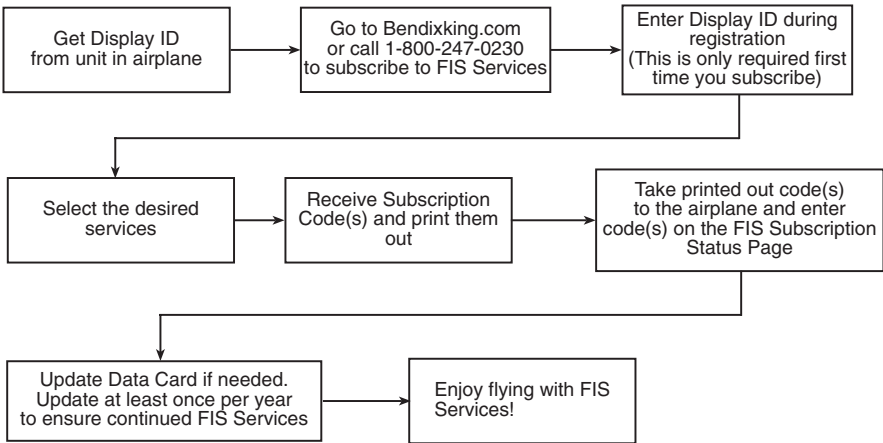 Get Display ID
from unit in airplane
Go to Bendixking.com
or call 1-800-247-0230
to subscribe to FIS Services
Enter Display ID during
registration
(This is only required first
time you subscribe)
Select the desired
services
Receive Subscription
Code(s) and print them
out
Take printed out code(s)
to the airplane and enter
code(s) on the FIS Subscription
Status Page
Update Data Card if needed.
Update at least once per year
to ensure continued FIS Services
Enjoy flying with FIS
Services!